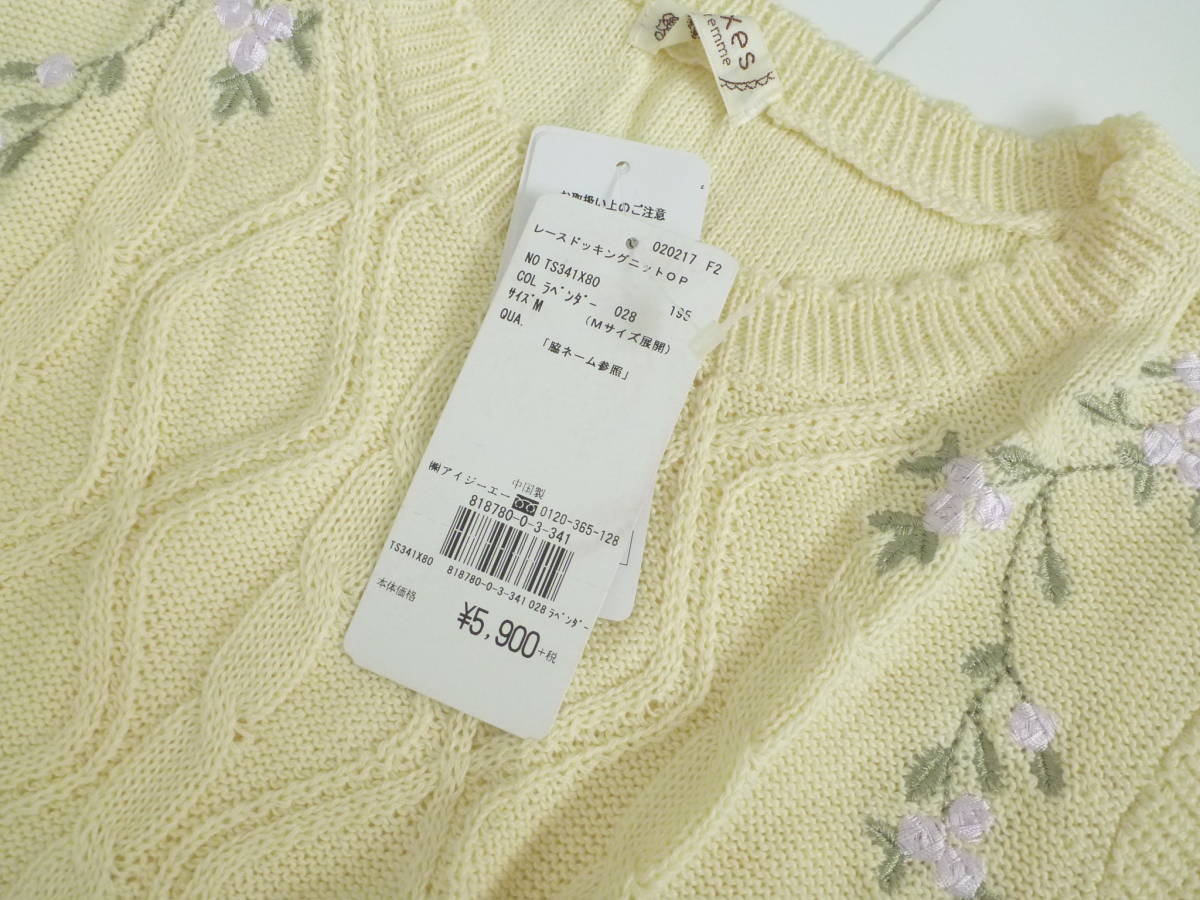 xes
femme
お取扱い上のご注意
020217 F2
レースドッキングニットOP
NO TS341X80
COL ラベンダー 028 195
サイズM (Mサイズ展開)
QUA.
「脇ネーム参照」
中国製
㈱アイジーエー 0120-365-128
818780-0-3-341
TS341X80
818780-0-3-341 028 ラベンダー
本体価格
¥5,900+税